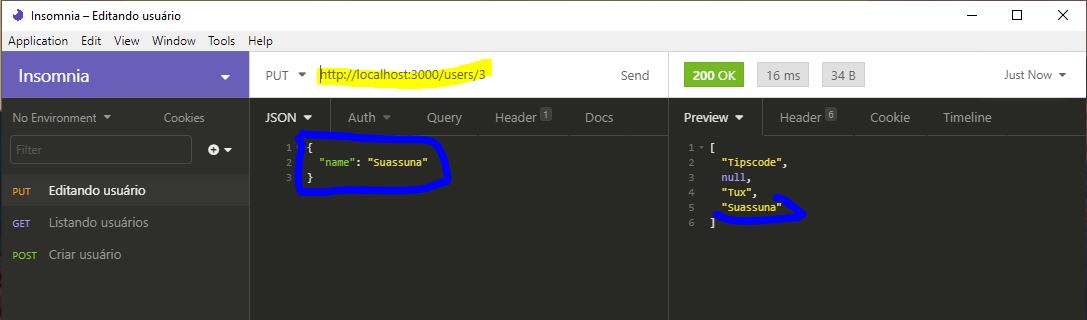 Insomnia – Editando usuário
Application Edit View Window Tools Help
Insomnia
PUT http://localhost:3000/users/3 Send
200 OK 16 ms 34 B Just Now
No Environment Cookies
JSON Auth Query Header 1 Docs
Preview Header 6 Cookie Timeline
Filter
PUT Editando usuário
GET Listando usuários
POST Criar usuário
1 {
2 "name": "Suassuna"
3 }
1 [
2 "Tipscode",
3 null,
4 "Tux",
5 "Suassuna"
6 ]